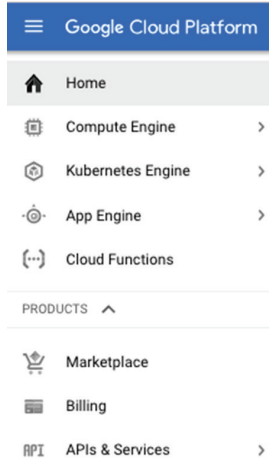 Google Cloud Platform
Home
Compute Engine
Kubernetes Engine
App Engine
Cloud Functions
PRODUCTS
Marketplace
Billing
API APIs & Services